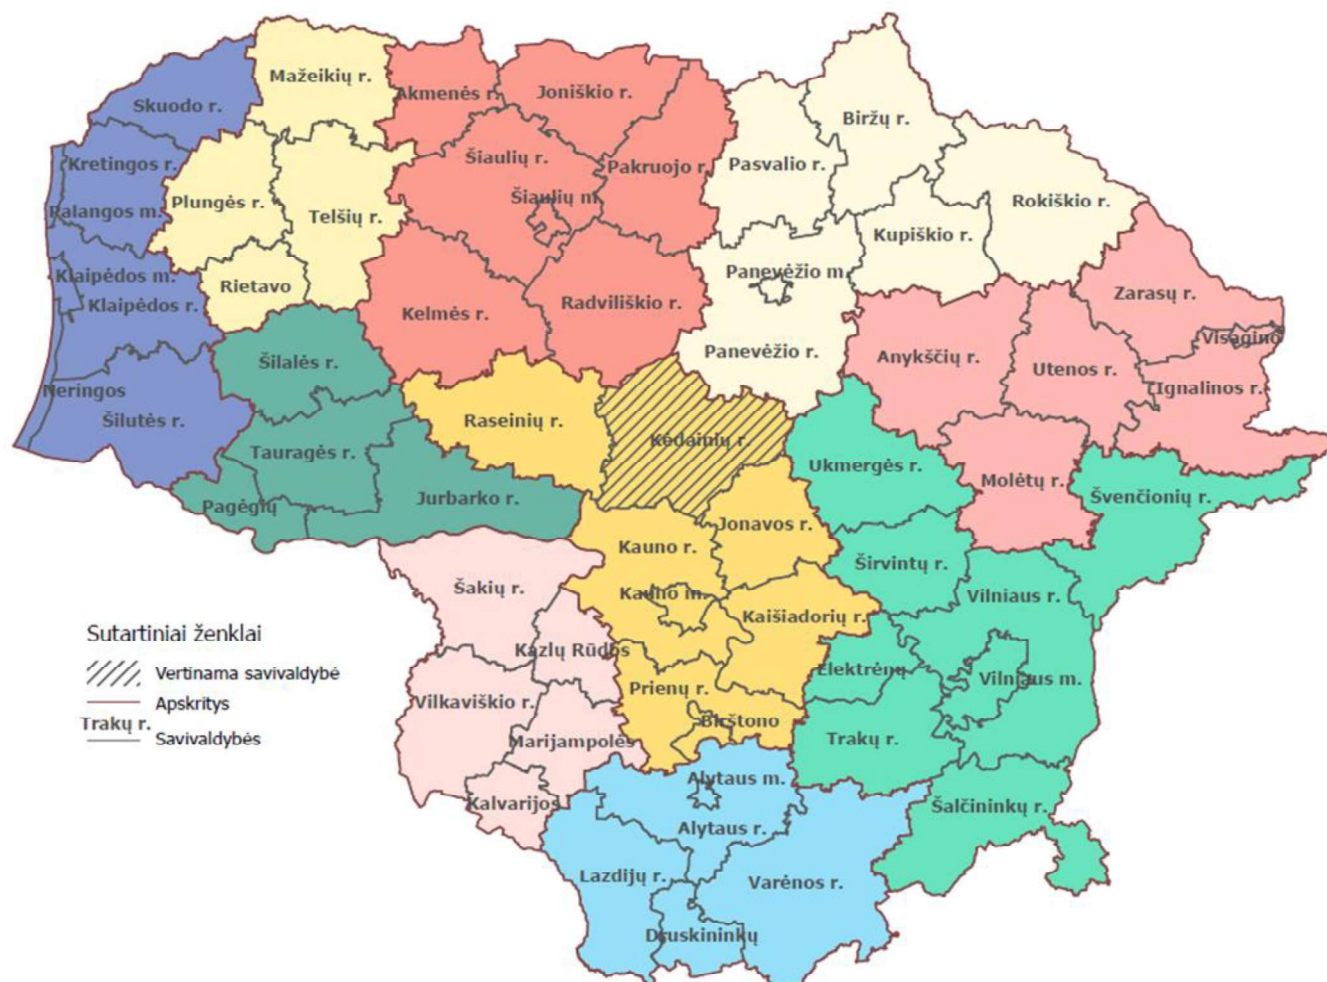 Mažeikių r.
Skuodo r.
Akmenės r.
Joniškio r.
Biržų r.
Kretingos r.
Šiaulių r.
Pakruojo r.
Pasvalio r.
Plungės r.
Telšių r.
Šiaulių m.
Rokiškio r.
Palangos m.
Kupiškio r.
Klaipėdos m.
Rietavo
Panevėžio m.
Zarasų r.
Klaipėdos r.
Kelmės r.
Radviliškio r.
Visagino
Šilalės r.
Panevėžio r.
Anykščių r.
Utenos r.
Ignalinos r.
Neringos
Šilutės r.
Raseinių r.
Kėdainių r.
Tauragės r.
Ukmergės r.
Molėtų r.
Švenčionių r.
Pagėgių
Jurbarko r.
Jonavos r.
Kauno r.
Širvintų r.
Šakių r.
Kauno m.
Kaišiadorių r.
Vilniaus r.
Kazlų Rūdos
Elektrėnų
Vilniaus m.
Vilkaviškio r.
Prienų r.
Birštono
Marijampolės
Trakų r.
Kalvarijos
Alytaus m.
Alytaus r.
Šalčininkų r.
Lazdijų r.
Varėnos r.
Druskininkų
Sutartiniai ženklai
Vertinama savivaldybė
Apskritys
Trakų r.
Savivaldybės